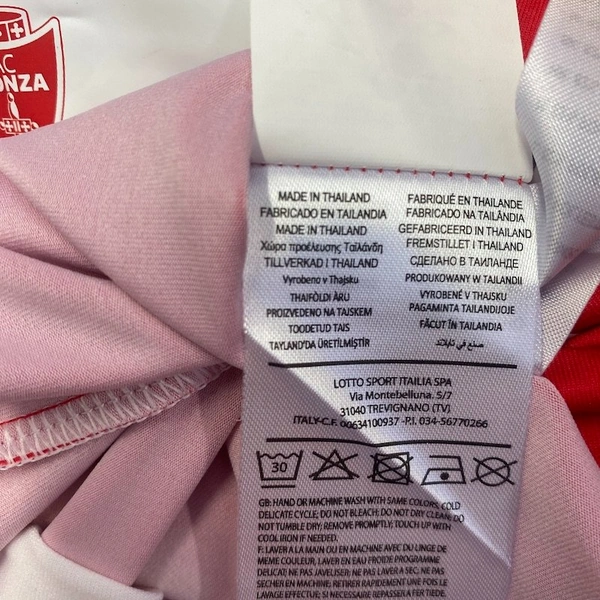 AC
ONZA
MADE IN THAILAND
FABRICADO EN TAILANDIA
MADE IN THAILAND
Χώρα προέλευσης Ταϊλάνδη
TILLVERKAD I THAILAND
Vyrobeno v Thajsku
THAIFÖLDI ÁRU
PROIZVEDENO NA TAJSKEM
TOODETUD TAIS
TAYLAND'DA ÜRETİLMİŞTİR
FABRIQUÉ EN THAILANDE
FABRICADO NA TAILÂNDIA
GEFABRICEERD IN THAILAND
FREMSTILLET I THAILAND
СДЕЛАНО В ТАИЛАНДЕ
PRODUKOWANY W TAILANDII
VYROBENÉ V THAJSKU
PAGAMINTA TAILANDIJOJE
FĂCUT ÎN TAILANDIA
صنع في تايلاند
LOTTO SPORT ITAILIA SPA
Via Montebelluna. 5/7
31040 TREVIGNANO (TV)
ITALY-C.F. 00634100937 -P.I. 034-56770266
30
GB: HAND OR MACHINE WASH WITH SAME COLORS, COLD
DELICATE CYCLE; DO NOT BLEACH: DO NOT DRY CLEAN: DO
NOT TUMBLE DRY; REMOVE PROMPTLY; TOUCH UP WITH
COOL IRON IF NEEDED.
F: LAVER A LA MAIN OU EN MACHINE AVEC DU LINGE DE
MEME COULEUR, LAVER EN EAU FROIDE PROGRAMME
DELICAT; NE PAS JAVELISER; NE PAS LAVER A SEC, NE PAS
SECHER EN MACHINE; RETIRER RAPIDEMENT UNE FOIS LE
LAVAGE EFFECTUE; SI NECESSAIRE REPASSER A FER FROID